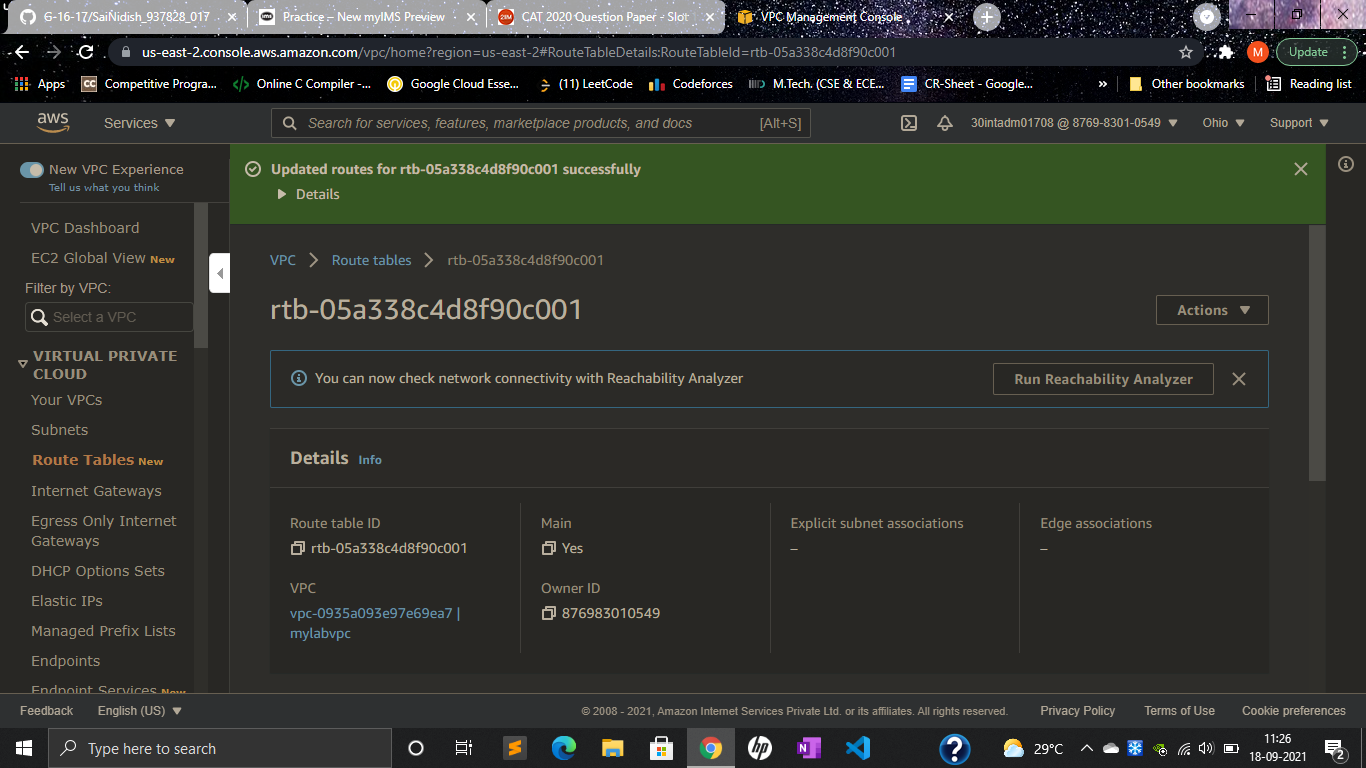 G-16-17/SaiNidish_937828_017
Practice – New myIMS Preview
CAT 2020 Question Paper - Slot
VPC Management Console
us-east-2.console.aws.amazon.com/vpc/home?region=us-east-2#RouteTableDetails:RouteTableId=rtb-05a338c4d8f90c001
M
Update
Apps
Competitive Progra...
Online C Compiler -...
Google Cloud Esse...
(11) LeetCode
Codeforces
M.Tech. (CSE & ECE...
CR-Sheet - Google...
»
Other bookmarks
Reading list
aws
Services
Search for services, features, marketplace products, and docs
[Alt+S]
30intadm01708 @ 8769-8301-0549
Ohio
Support
New VPC Experience
Tell us what you think
VPC Dashboard
EC2 Global View New
Filter by VPC:
Select a VPC
VIRTUAL PRIVATE
CLOUD
Your VPCs
Subnets
Route Tables New
Internet Gateways
Egress Only Internet
Gateways
DHCP Options Sets
Elastic IPs
Managed Prefix Lists
Endpoints
Endpoint Services New
Updated routes for rtb-05a338c4d8f90c001 successfully
Details
VPC
Route tables
rtb-05a338c4d8f90c001
rtb-05a338c4d8f90c001
Actions
You can now check network connectivity with Reachability Analyzer
Run Reachability Analyzer
Details Info
Route table ID
rtb-05a338c4d8f90c001
Main
Yes
Explicit subnet associations
–
Edge associations
–
VPC
vpc-0935a093e97e69ea7 |
mylabvpc
Owner ID
876983010549
Feedback
English (US)
© 2008 - 2021, Amazon Internet Services Private Ltd. or its affiliates. All rights reserved.
Privacy Policy
Terms of Use
Cookie preferences
Type here to search
29°C
11:26
18-09-2021
2